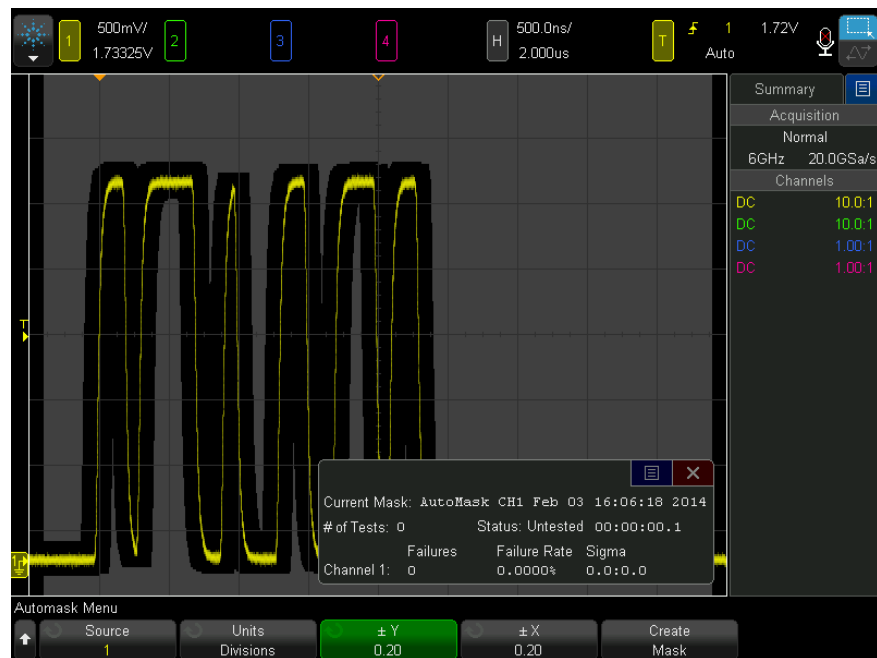 1 500mV/ 2 3 4 H 500.0ns/ T 1 1.72V
1.73325V 2.000us Auto
Summary
Acquisition
Normal
6GHz 20.0GSa/s
Channels
DC 10.0:1
DC 10.0:1
DC 1.00:1
DC 1.00:1
T
1
Current Mask: AutoMask CH1 Feb 03 16:06:18 2014
# of Tests: 0 Status: Untested 00:00:00.1
Failures Failure Rate Sigma
Channel 1: 0 0.0000% 0.0:0.0
Automask Menu
Source Units ± Y ± X Create
1 Divisions 0.20 0.20 Mask